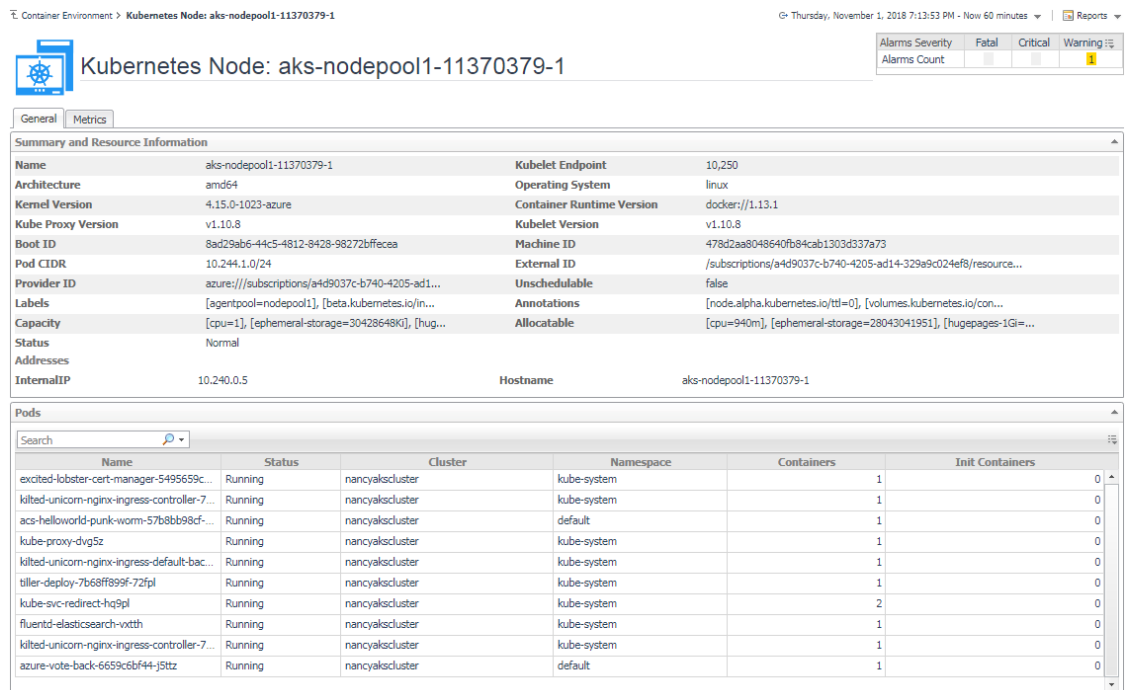 Container Environment > Kubernetes Node: aks-nodepool1-11370379-1
Thursday, November 1, 2018 7:13:53 PM - Now 60 minutes | Reports
Kubernetes Node: aks-nodepool1-11370379-1
Alarms Severity Fatal Critical Warning
Alarms Count 1
General Metrics
Summary and Resource Information
Name aks-nodepool1-11370379-1 Kubelet Endpoint 10,250
Architecture amd64 Operating System linux
Kernel Version 4.15.0-1023-azure Container Runtime Version docker://1.13.1
Kube Proxy Version v1.10.8 Kubelet Version v1.10.8
Boot ID 8ad29ab6-44c5-4812-8428-98272bffecea Machine ID 478d2aa8048640fb84cab1303d337a73
Pod CIDR 10.244.1.0/24 External ID /subscriptions/a4d9037c-b740-4205-ad14-329a9c024ef8/resource...
Provider ID azure:///subscriptions/a4d9037c-b740-4205-ad1... Unschedulable false
Labels [agentpool=nodepool1], [beta.kubernetes.io/in... Annotations [node.alpha.kubernetes.io/ttl=0], [volumes.kubernetes.io/con...
Capacity [cpu=1], [ephemeral-storage=30428648Ki], [hug... Allocatable [cpu=940m], [ephemeral-storage=28043041951], [hugepages-1Gi=...
Status Normal
Addresses
InternalIP 10.240.0.5 Hostname aks-nodepool1-11370379-1
Pods
Search
Name Status Cluster Namespace Containers Init Containers
excited-lobster-cert-manager-5495659c... Running nancyakscluster kube-system 1 0
kilted-unicorn-nginx-ingress-controller-7... Running nancyakscluster kube-system 1 0
acs-helloworld-punk-worm-57b8bb98cf-... Running nancyakscluster default 1 0
kube-proxy-dvg5z Running nancyakscluster kube-system 1 0
kilted-unicorn-nginx-ingress-default-bac... Running nancyakscluster kube-system 1 0
tiller-deploy-7b68ff899f-72fpl Running nancyakscluster kube-system 1 0
kube-svc-redirect-hq9pl Running nancyakscluster kube-system 2 0
fluentd-elasticsearch-vxtth Running nancyakscluster kube-system 1 0
kilted-unicorn-nginx-ingress-controller-7... Running nancyakscluster kube-system 1 0
azure-vote-back-6659c6bf44-j5ttz Running nancyakscluster default 1 0